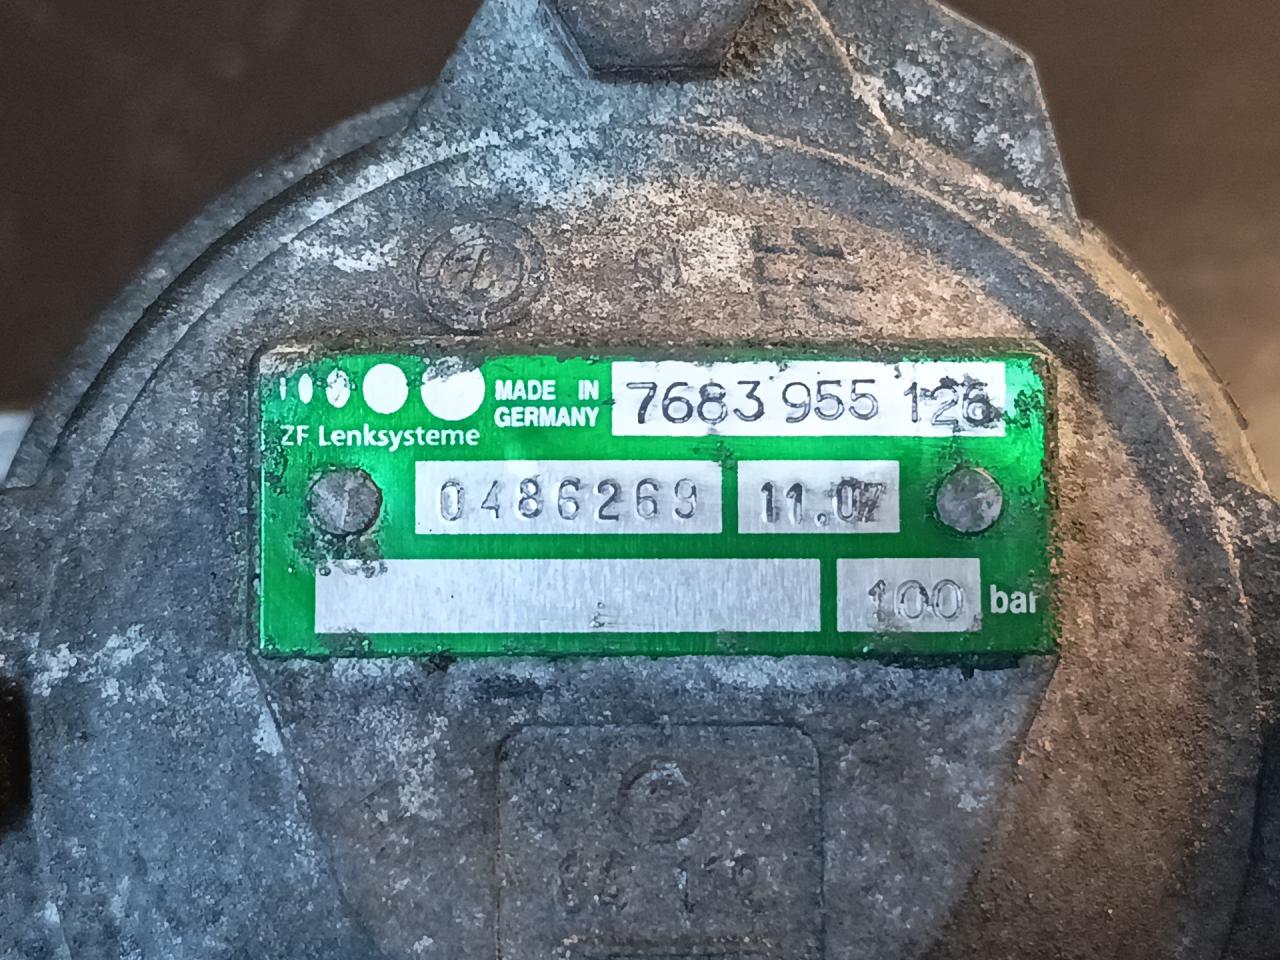 MADE IN
GERMANY
7683 955 126
ZF Lenksysteme
0486269
11.07
100 bar